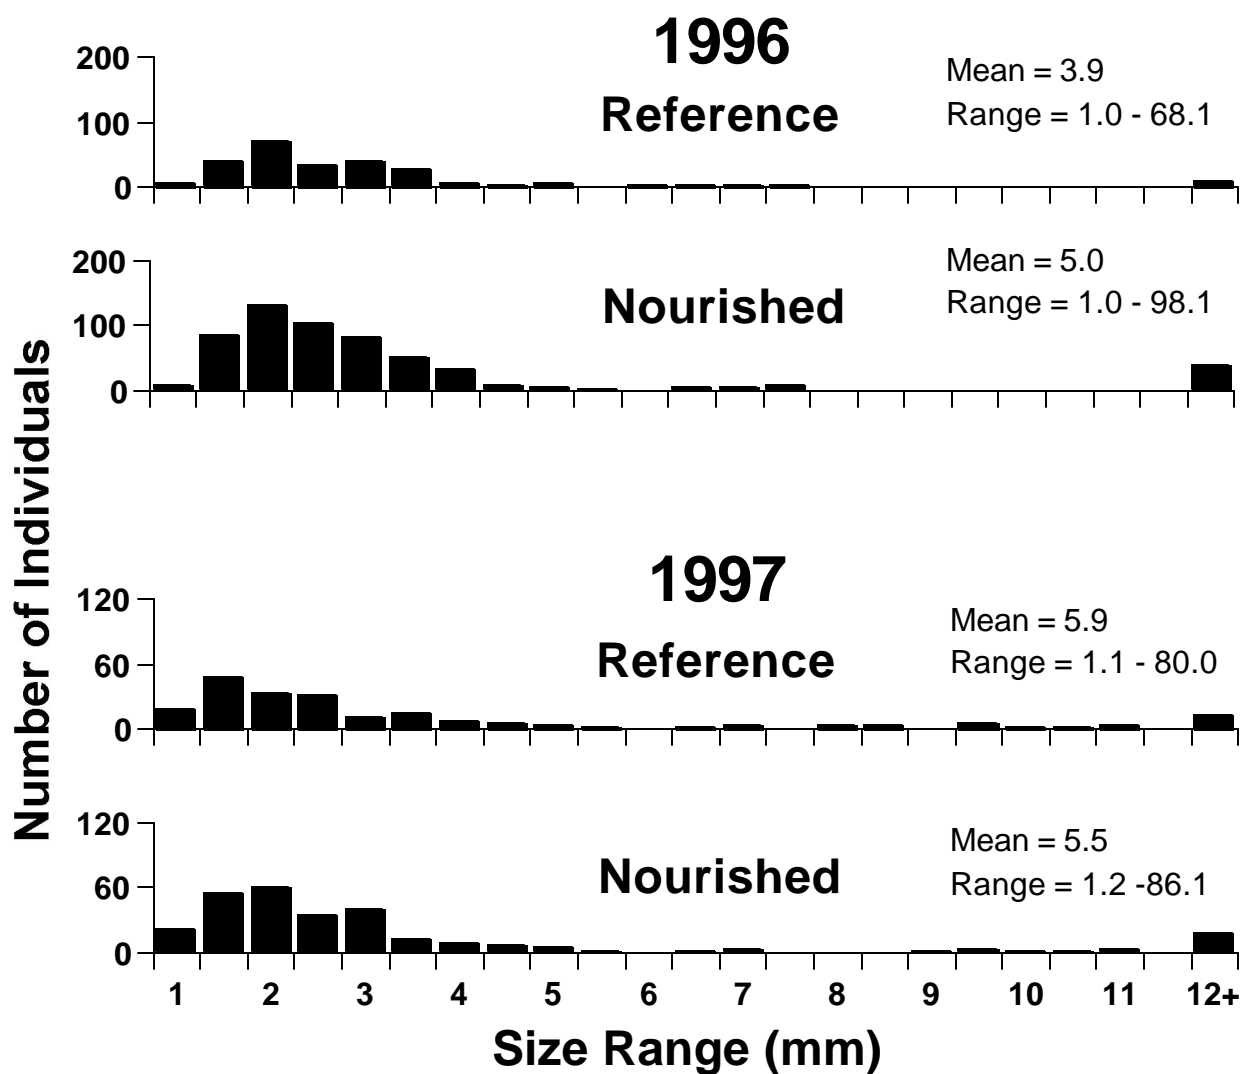 1996
Reference
Mean = 3.9
Range = 1.0 - 68.1
200
100
0
Nourished
Mean = 5.0
Range = 1.0 - 98.1
200
100
0
Number of Individuals
1997
Reference
Mean = 5.9
Range = 1.1 - 80.0
120
60
0
Nourished
Mean = 5.5
Range = 1.2 -86.1
120
60
0
1 2 3 4 5 6 7 8 9 10 11 12+
Size Range (mm)